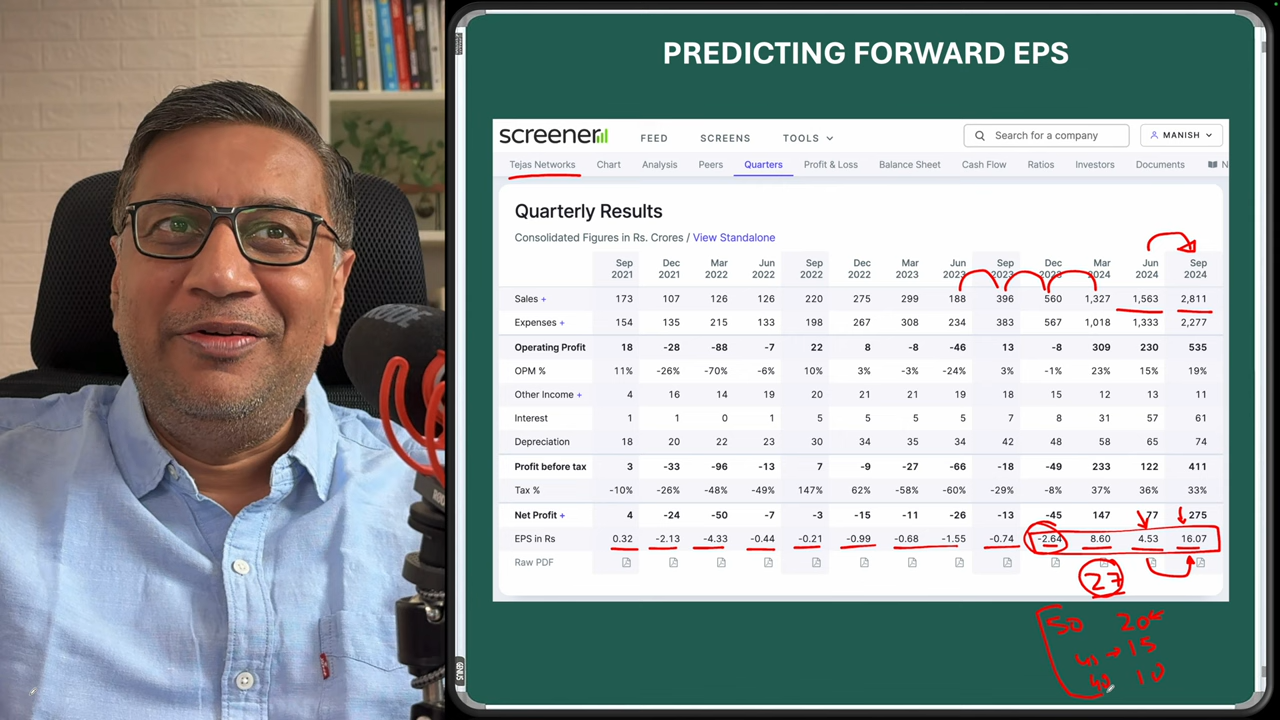 PREDICTING FORWARD EPS
screener FEED SCREENS TOOLS Search for a company MANISH
Tejas Networks Chart Analysis Peers Quarters Profit & Loss Balance Sheet Cash Flow Ratios Investors Documents N
Quarterly Results
Consolidated Figures in Rs. Crores / View Standalone
Sep Dec Mar Jun Sep Dec Mar Jun Sep Dec Mar Jun Sep
2021 2021 2022 2022 2022 2022 2023 2023 2023 2023 2024 2024 2024
Sales + 173 107 126 126 220 275 299 188 396 560 1,327 1,563 2,811
Expenses + 154 135 215 133 198 267 308 234 383 567 1,018 1,333 2,277
Operating Profit 18 -28 -88 -7 22 8 -8 -46 13 -8 309 230 535
OPM % 11% -26% -70% -6% 10% 3% -3% -24% 3% -1% 23% 15% 19%
Other Income + 4 16 14 19 20 21 21 19 18 15 12 13 11
Interest 1 1 0 1 5 5 5 5 7 8 31 57 61
Depreciation 18 20 22 23 30 34 35 34 42 48 58 65 74
Profit before tax 3 -33 -96 -13 7 -9 -27 -66 -18 -49 233 122 411
Tax % -10% -26% -48% -49% 147% 62% -58% -60% -29% -8% 37% 36% 33%
Net Profit + 4 -24 -50 -7 -3 -15 -11 -26 -13 -45 147 77 275
EPS in Rs 0.32 -2.13 -4.33 -0.44 -0.21 -0.99 -0.68 -1.55 -0.74 -2.64 8.60 4.53 16.07
Raw PDF
27
50 20
15
10